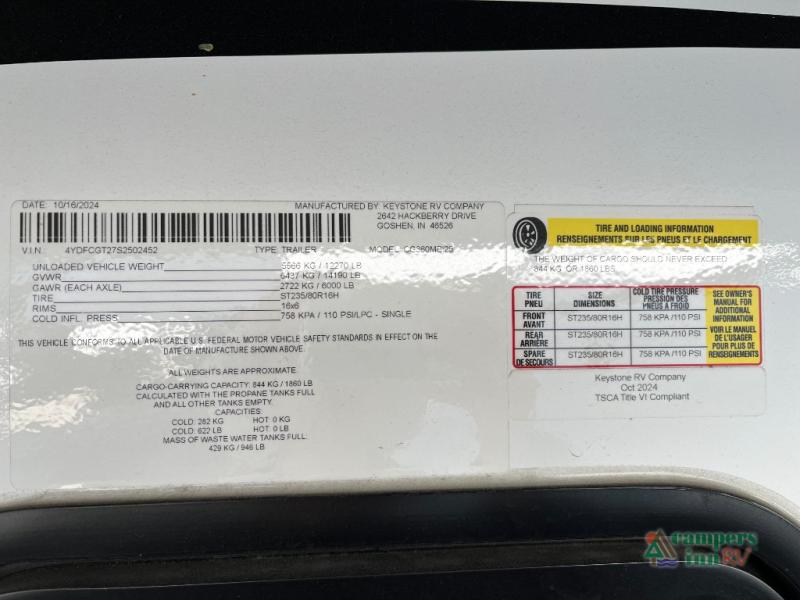 DATE: 10/16/2024 MANUFACTURED BY: KEYSTONE RV COMPANY
2642 HACKBERRY DRIVE
GOSHEN, IN 46526
V.I.N. 4YDFCGT27S2502452 TYPE: TRAILER MODEL:
UNLOADED VEHICLE WEIGHT 5566 KG / 12270 LB
GVWR 6437 KG / 14190 LB
GAWR (EACH AXLE) 2722 KG / 6000 LB
TIRE ST235/80R16H
RIMS 16x6
COLD INFL. PRESS 758 KPA / 110 PSI/LPC - SINGLE
THIS VEHICLE CONFORMS TO ALL APPLICABLE U.S. FEDERAL MOTOR VEHICLE SAFETY STANDARDS IN EFFECT ON THE
DATE OF MANUFACTURE SHOWN ABOVE.
ALL WEIGHTS ARE APPROXIMATE.
CARGO-CARRYING CAPACITY: 844 KG / 1860 LB
CALCULATED WITH THE PROPANE TANKS FULL
AND ALL OTHER TANKS EMPTY.
CAPACITIES:
COLD: 282 KG HOT: 0 KG
COLD: 622 LB HOT: 0 LB
MASS OF WASTE WATER TANKS FULL:
429 KG / 946 LB
TIRE AND LOADING INFORMATION
RENSEIGNEMENTS SUR LES PNEUS ET LF CHARGEMENT
THE WEIGHT OF CARGO SHOULD NEVER EXCEED
844 KG OR 1860 LBS.
TIRE PNEU
SIZE DIMENSIONS
COLD TIRE PRESSURE PRESSION DES PNEUS A FROID
SEE OWNER'S MANUAL FOR ADDITIONAL INFORMATION
VOIR LE MANUEL DE L'USAGER POUR PLUS DE RENSEIGNEMENTS
FRONT AVANT ST235/80R16H 758 KPA /110 PSI
REAR ARRIÈRE ST235/80R16H 758 KPA /110 PSI
SPARE DE SECOURS ST235/80R16H 758 KPA /110 PSI
Keystone RV Company
Oct 2024
TSCA Title VI Compliant
campers
inn RV